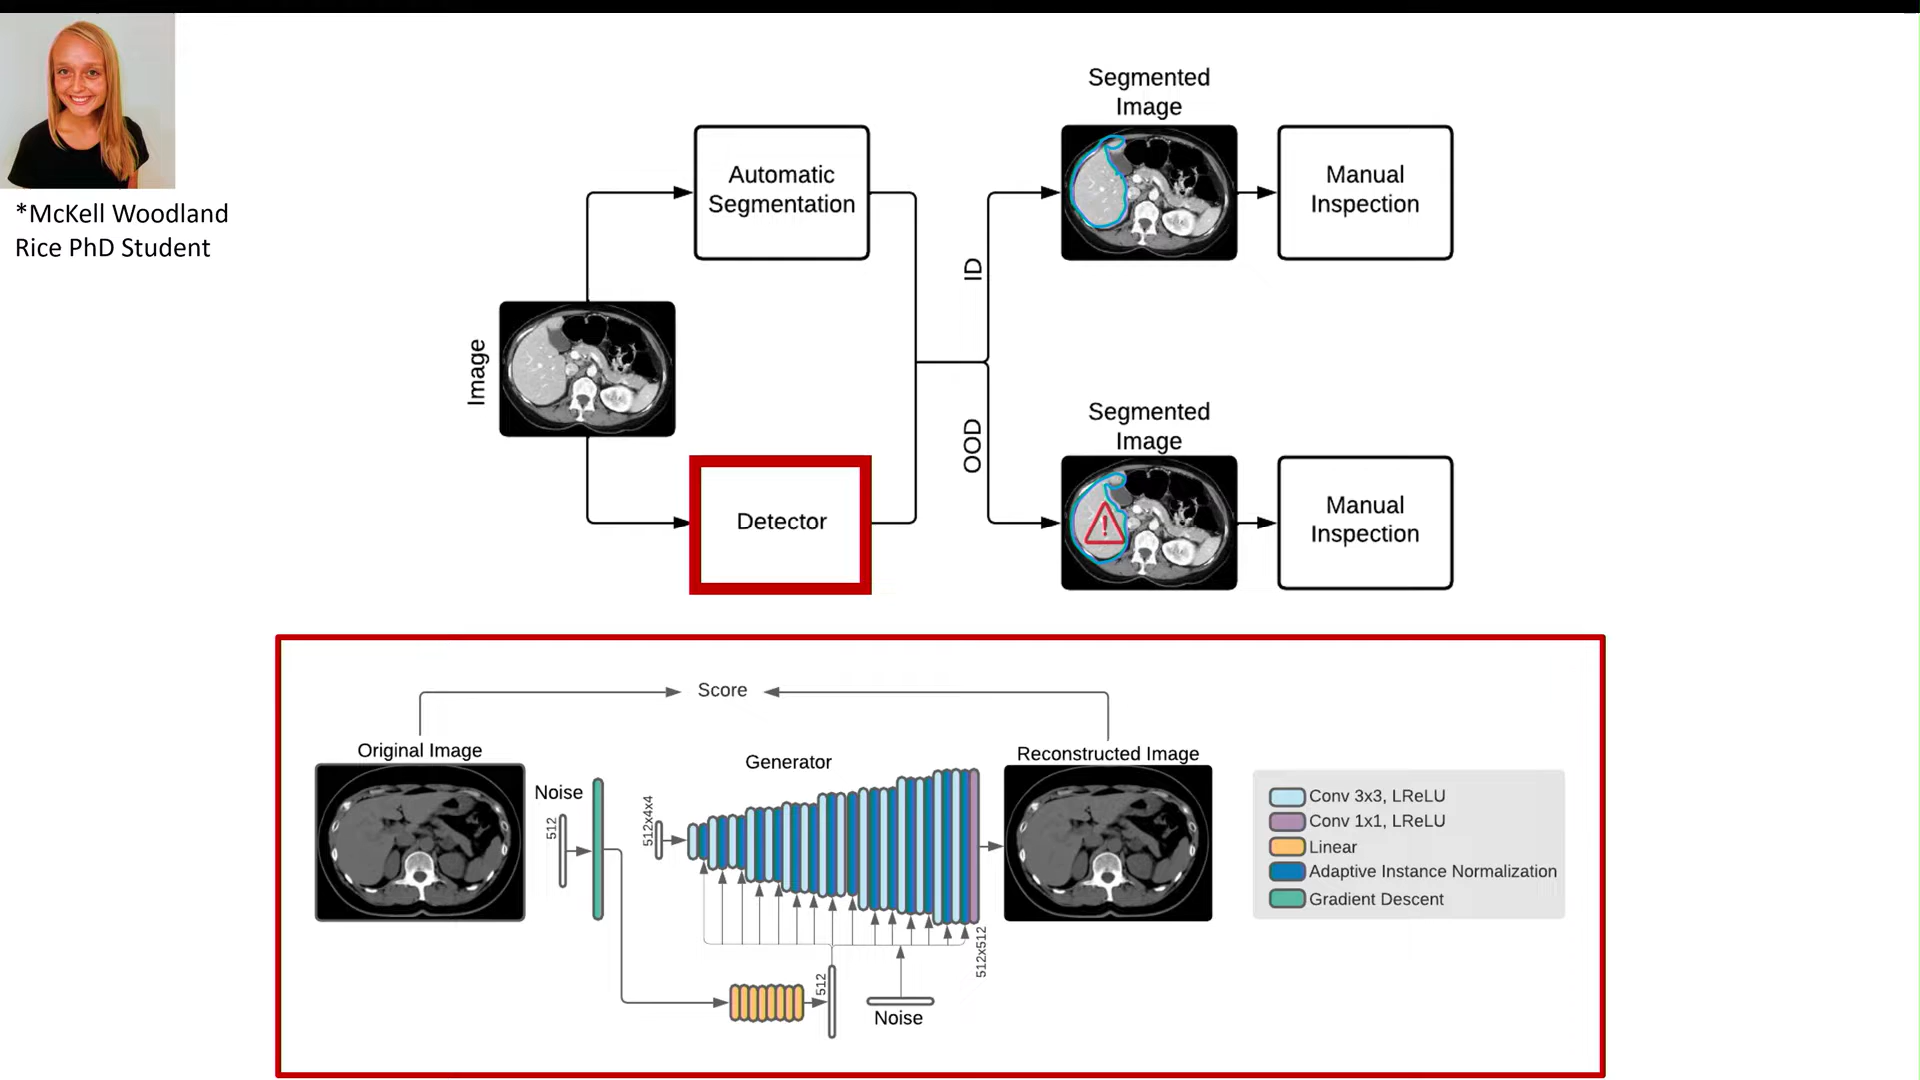 *McKell Woodland
Rice PhD Student
Image
Automatic
Segmentation
Detector
ID
OOD
Segmented
Image
Manual
Inspection
Segmented
Image
Manual
Inspection
Score
Original Image
Noise
512
512x4x4
Generator
512x512
512
Noise
Reconstructed Image
Conv 3x3, LReLU
Conv 1x1, LReLU
Linear
Adaptive Instance Normalization
Gradient Descent